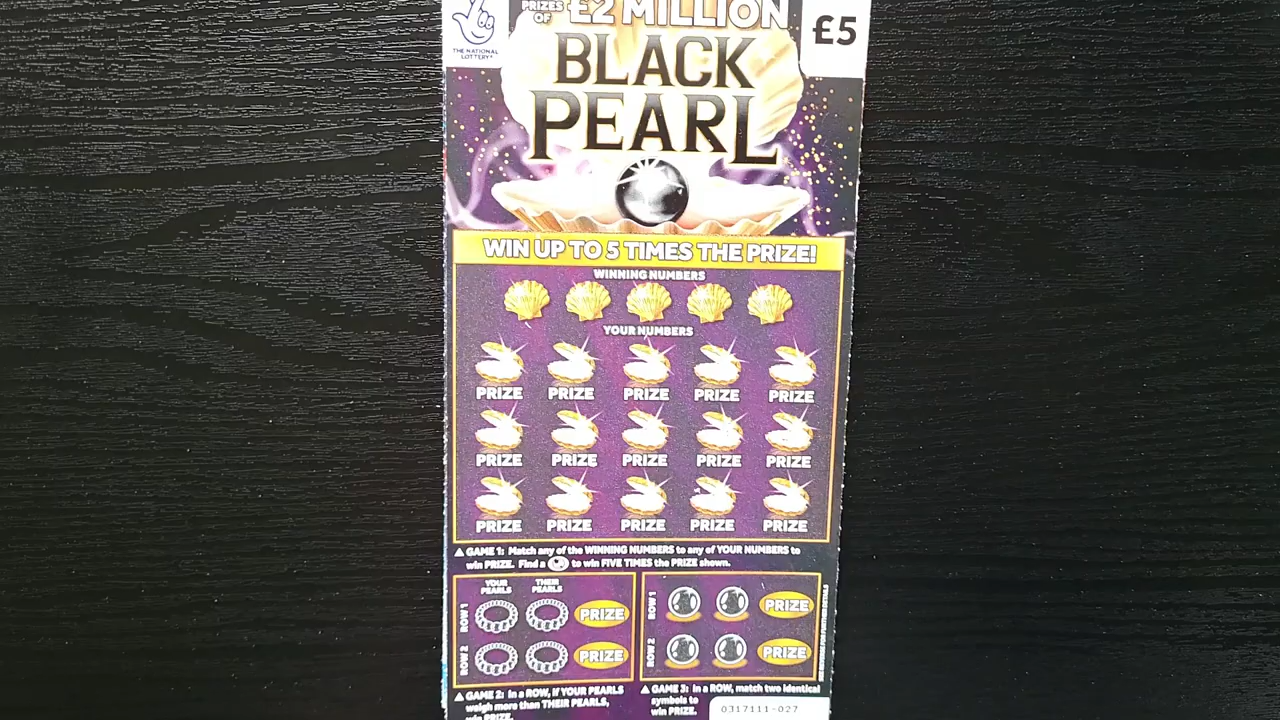 PRIZES OF £2 MILLION
THE NATIONAL LOTTERY®
£5
BLACK
PEARL
WIN UP TO 5 TIMES THE PRIZE!
WINNING NUMBERS
YOUR NUMBERS
PRIZE PRIZE PRIZE PRIZE PRIZE
PRIZE PRIZE PRIZE PRIZE PRIZE
PRIZE PRIZE PRIZE PRIZE PRIZE
GAME 1: Match any of the WINNING NUMBERS to any of YOUR NUMBERS to
win PRIZE. Find a to win FIVE TIMES the PRIZE shown.
YOUR PEARLS THEIR PEARLS
ROW 1 PRIZE
ROW 2 PRIZE
ROW 1 PRIZE
ROW 2 PRIZE
GAME 2: In a ROW, if YOUR PEARLS
weigh more than THEIR PEARLS,
win PRIZE.
GAME 3: In a ROW, match two identical
symbols to
win PRIZE.
0317111-027